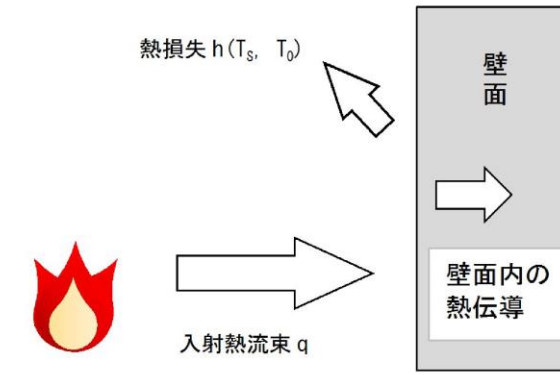 熱損失 h(Tₛ, T₀)
壁
面
壁面内の
熱伝導
入射熱流束 q